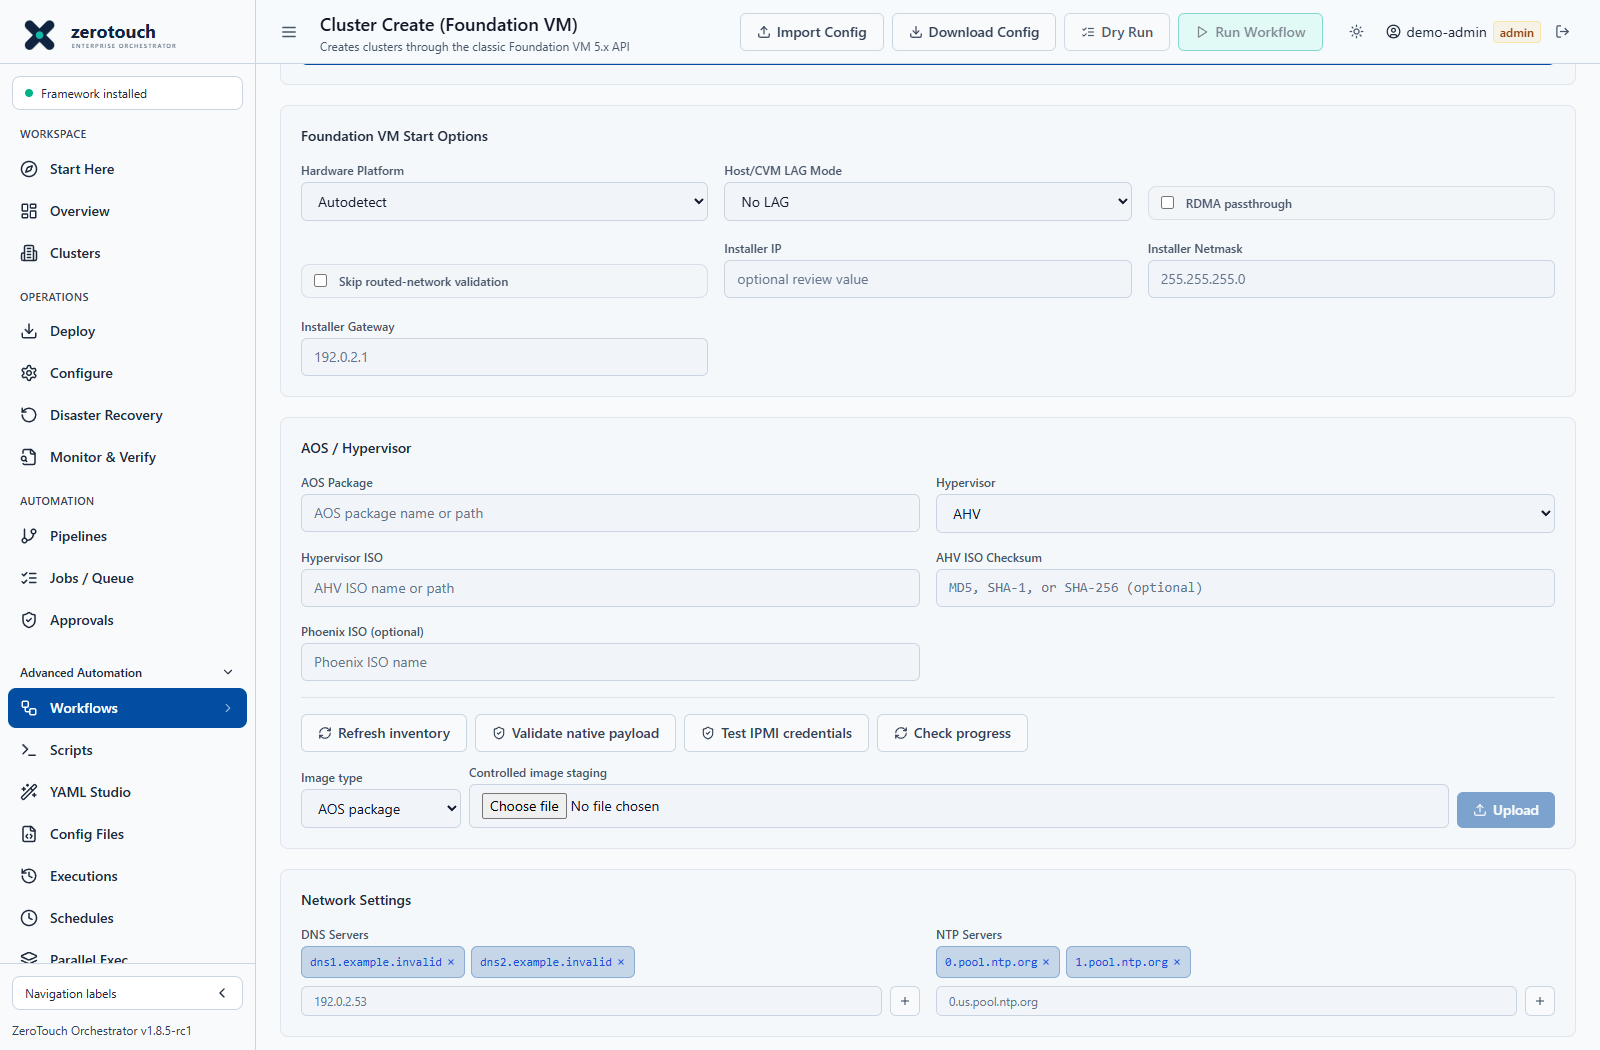 zerotouch
ENTERPRISE ORCHESTRATOR
Cluster Create (Foundation VM)
Creates clusters through the classic Foundation VM 5.x API
Import Config
Download Config
Dry Run
Run Workflow
demo-admin
admin
Framework installed
WORKSPACE
Start Here
Overview
Clusters
OPERATIONS
Deploy
Configure
Disaster Recovery
Monitor & Verify
AUTOMATION
Pipelines
Jobs / Queue
Approvals
Advanced Automation
Workflows
Scripts
YAML Studio
Config Files
Executions
Schedules
Parallel Exec
Navigation labels
ZeroTouch Orchestrator v1.8.5-rc1
Foundation VM Start Options
Hardware Platform
Autodetect
Host/CVM LAG Mode
No LAG
RDMA passthrough
Skip routed-network validation
Installer IP
optional review value
Installer Netmask
255.255.255.0
Installer Gateway
192.0.2.1
AOS / Hypervisor
AOS Package
AOS package name or path
Hypervisor
AHV
Hypervisor ISO
AHV ISO name or path
AHV ISO Checksum
MD5, SHA-1, or SHA-256 (optional)
Phoenix ISO (optional)
Phoenix ISO name
Refresh inventory
Validate native payload
Test IPMI credentials
Check progress
Image type
AOS package
Controlled image staging
Choose file No file chosen
Upload
Network Settings
DNS Servers
dns1.example.invalid ×
dns2.example.invalid ×
192.0.2.53
+
NTP Servers
0.pool.ntp.org ×
1.pool.ntp.org ×
0.us.pool.ntp.org
+